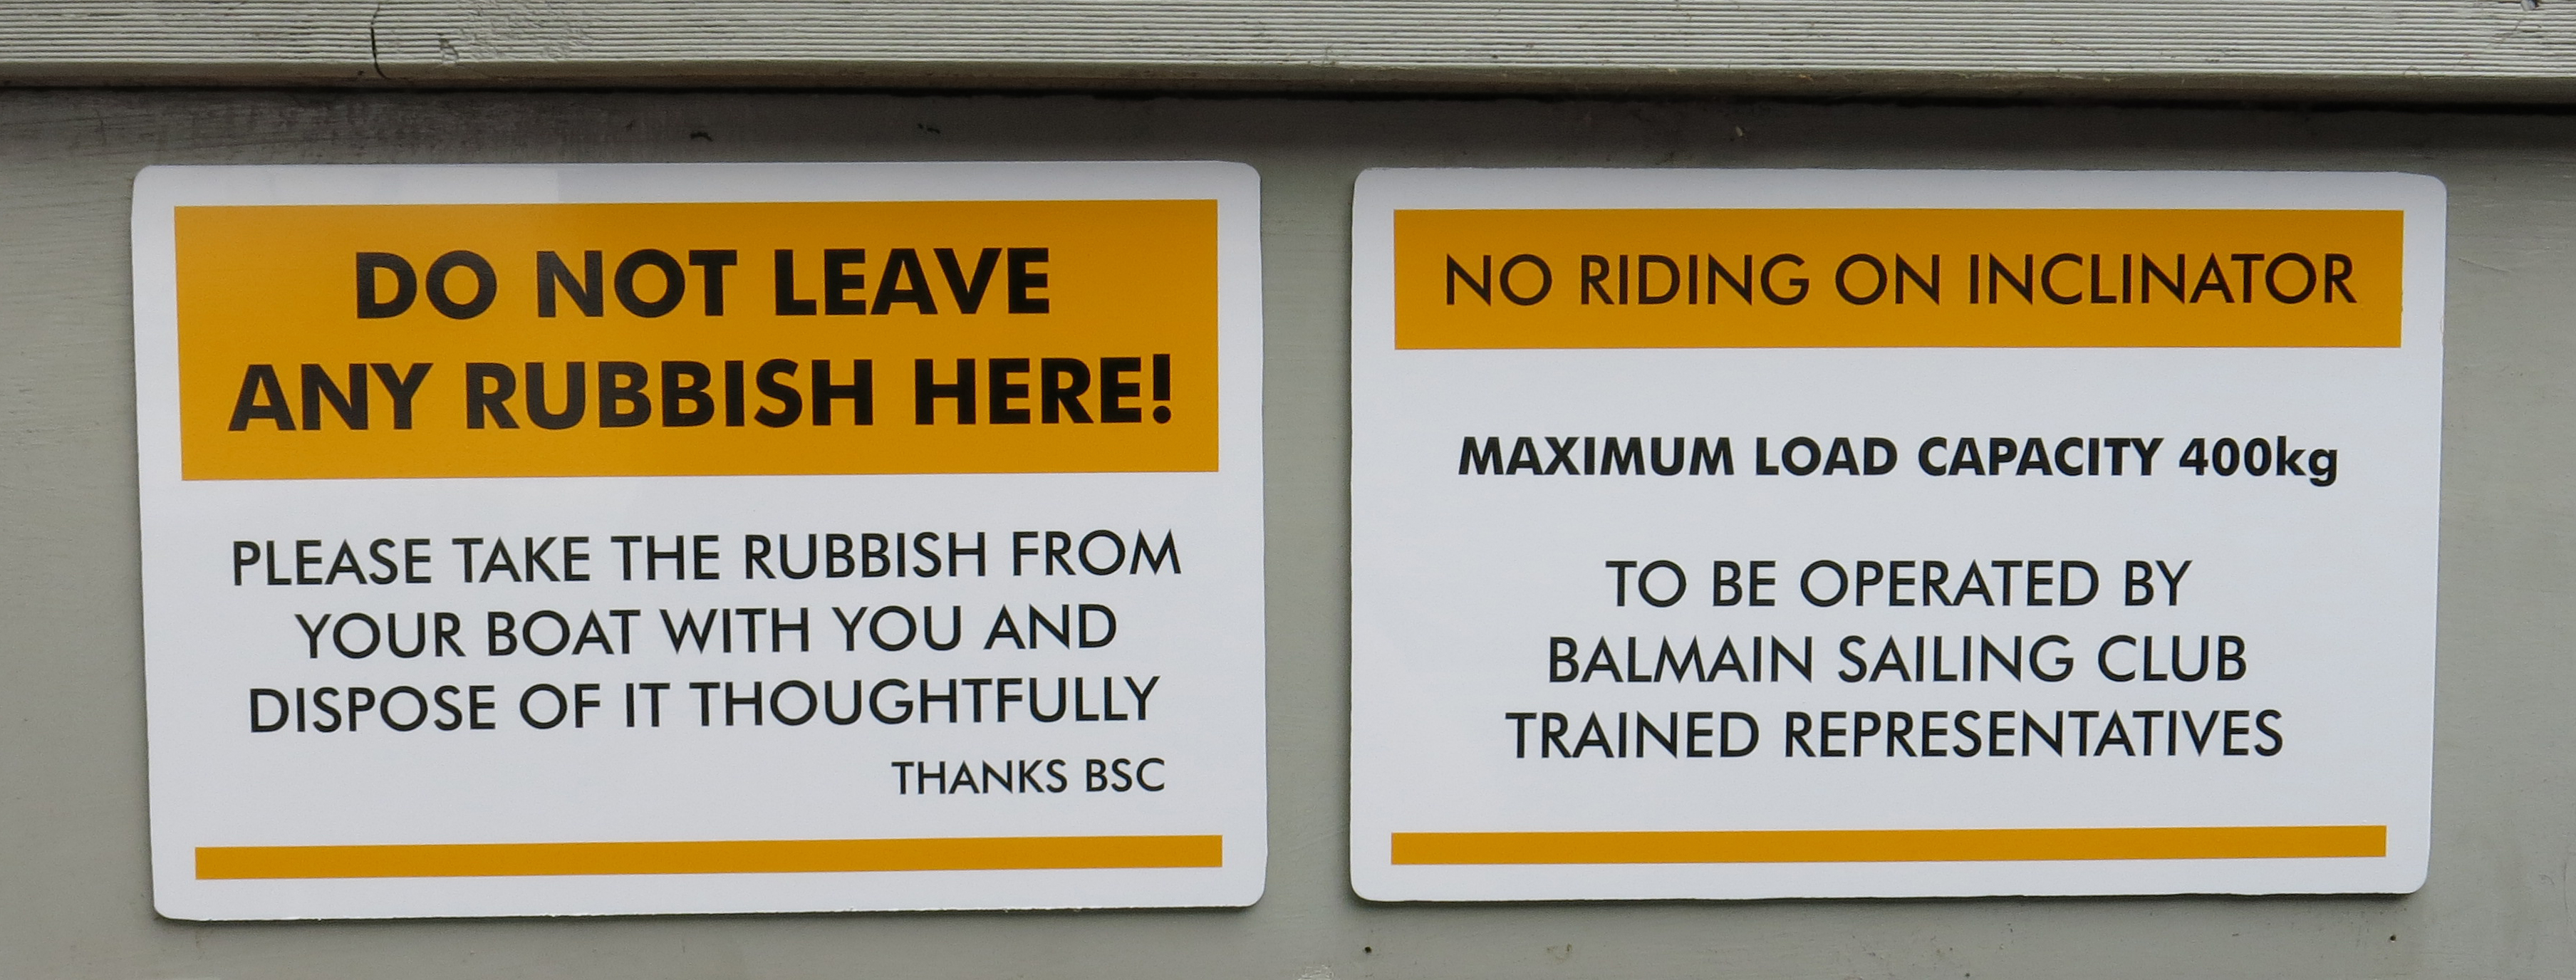 DO NOT LEAVE
ANY RUBBISH HERE!
PLEASE TAKE THE RUBBISH FROM
YOUR BOAT WITH YOU AND
DISPOSE OF IT THOUGHTFULLY
THANKS BSC
NO RIDING ON INCLINATOR
MAXIMUM LOAD CAPACITY 400kg
TO BE OPERATED BY
BALMAIN SAILING CLUB
TRAINED REPRESENTATIVES